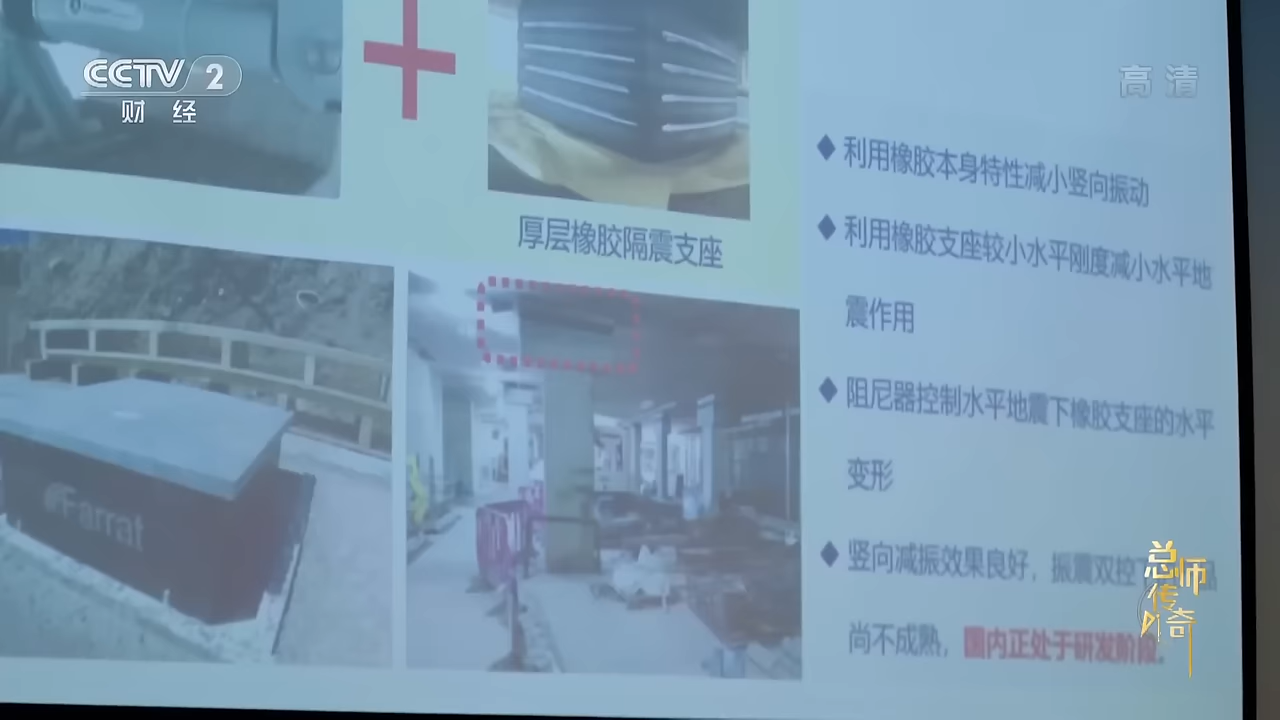 CCTV 2
财 经
高 清
利用橡胶本身特性减小竖向振动
厚层橡胶隔震支座
利用橡胶支座较小水平刚度减小水平地
震作用
阻尼器控制水平地震下橡胶支座的水平
变形
Farrat
竖向减振效果良好，振震双控
尚不成熟，国内正处于研发阶段。
总师传奇